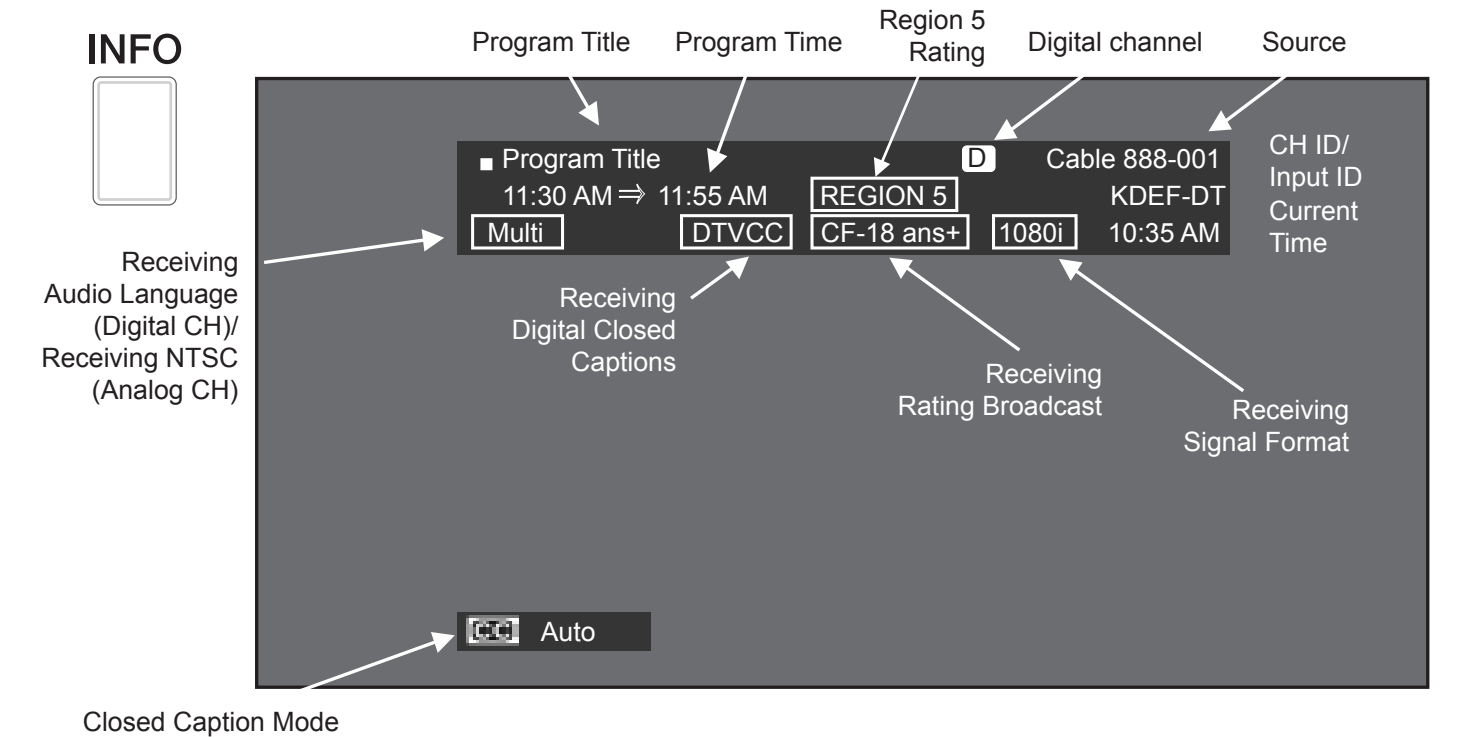 INFO
Program Title
Program Time
Region 5
Rating
Digital channel
Source
■ Program Title
D
Cable 888-001
11:30 AM ⇒ 11:55 AM
REGION 5
KDEF-DT
Multi
DTVCC
CF-18 ans+
1080i
10:35 AM
CH ID/
Input ID
Current
Time
Receiving
Audio Language
(Digital CH)/
Receiving NTSC
(Analog CH)
Receiving
Digital Closed
Captions
Receiving
Rating Broadcast
Receiving
Signal Format
Auto
Closed Caption Mode